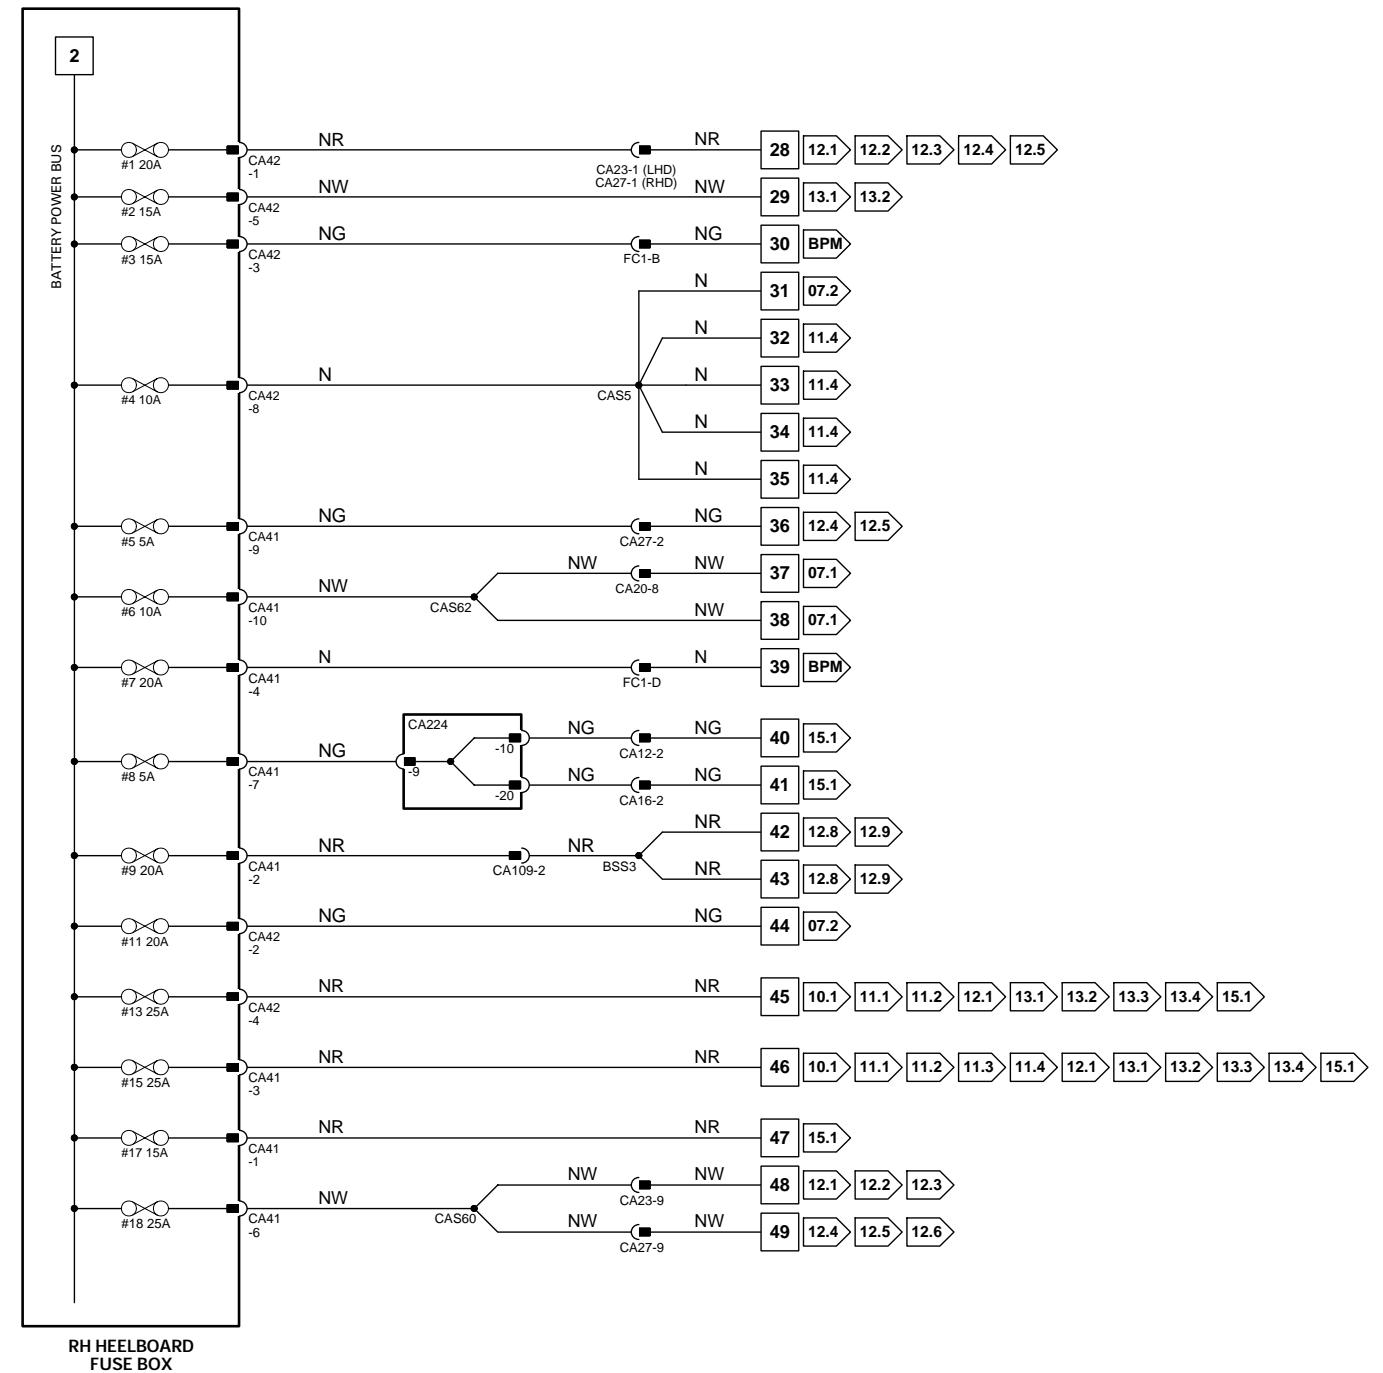 2
BATTERY POWER BUS
#1 20A
CA42
-1
NR
CA23-1 (LHD)
CA27-1 (RHD)
NR
28 12.1 12.2 12.3 12.4 12.5
#2 15A
CA42
-5
NW
NW
29 13.1 13.2
#3 15A
CA42
-3
NG
FC1-B
NG
30 BPM
N
31 07.2
N
32 11.4
#4 10A
CA42
-8
N
CAS5
N
33 11.4
N
34 11.4
N
35 11.4
#5 5A
CA41
-9
NG
CA27-2
NG
36 12.4 12.5
#6 10A
CA41
-10
NW
CAS62
NW
CA20-8
NW
37 07.1
NW
38 07.1
#7 20A
CA41
-4
N
FC1-D
N
39 BPM
#8 5A
CA41
-7
NG
CA224
-9
-10
NG
CA12-2
NG
40 15.1
-20
NG
CA16-2
NG
41 15.1
#9 20A
CA41
-2
NR
CA109-2
NR
BSS3
NR
42 12.8 12.9
NR
43 12.8 12.9
#11 20A
CA42
-2
NG
NG
44 07.2
#13 25A
CA42
-4
NR
NR
45 10.1 11.1 11.2 12.1 13.1 13.2 13.3 13.4 15.1
#15 25A
CA41
-3
NR
NR
46 10.1 11.1 11.2 11.3 11.4 12.1 13.1 13.2 13.3 13.4 15.1
#17 15A
CA41
-1
NR
NR
47 15.1
#18 25A
CA41
-6
NW
CAS60
NW
CA23-9
NW
48 12.1 12.2 12.3
NW
CA27-9
NW
49 12.4 12.5 12.6
RH HEELBOARD
FUSE BOX